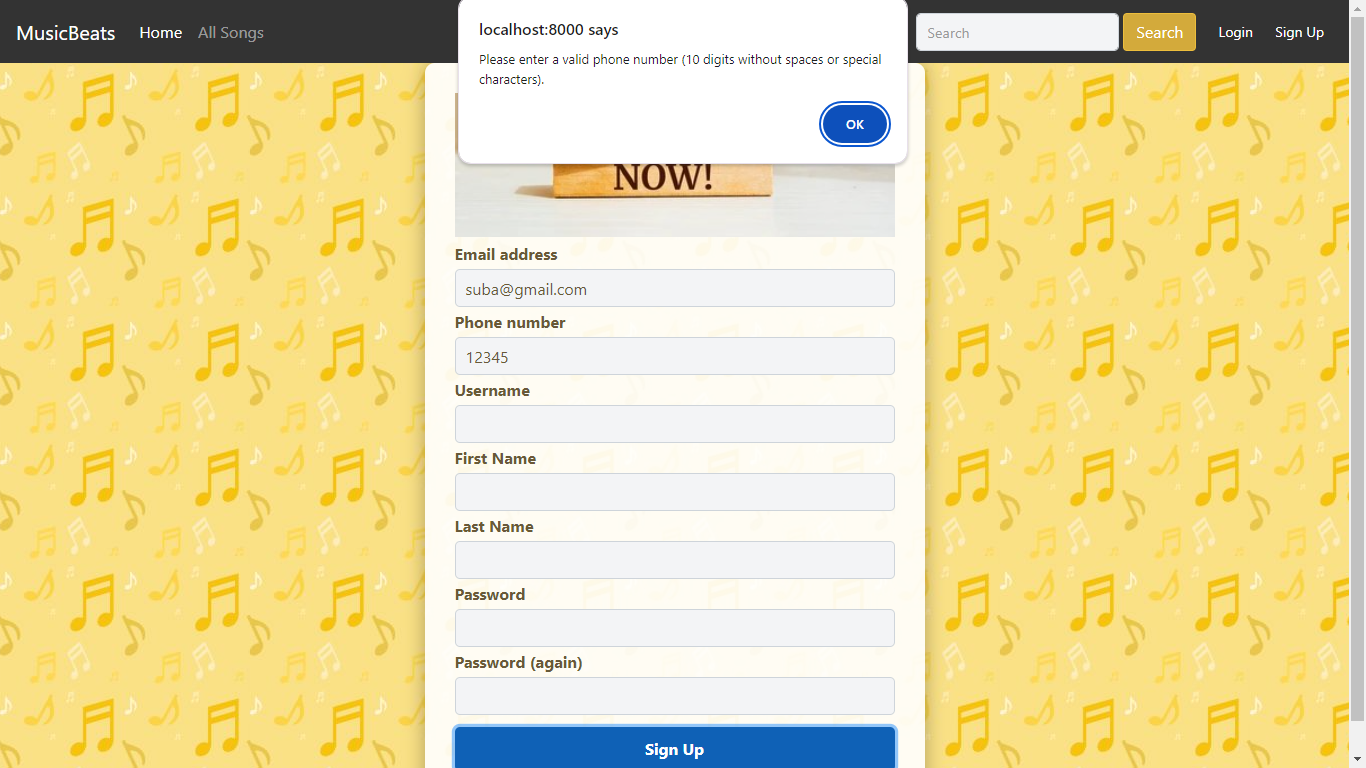 MusicBeats Home All Songs Search Search Login Sign Up
localhost:8000 says
Please enter a valid phone number (10 digits without spaces or special
characters).
OK
NOW!
Email address
suba@gmail.com
Phone number
12345
Username
First Name
Last Name
Password
Password (again)
Sign Up